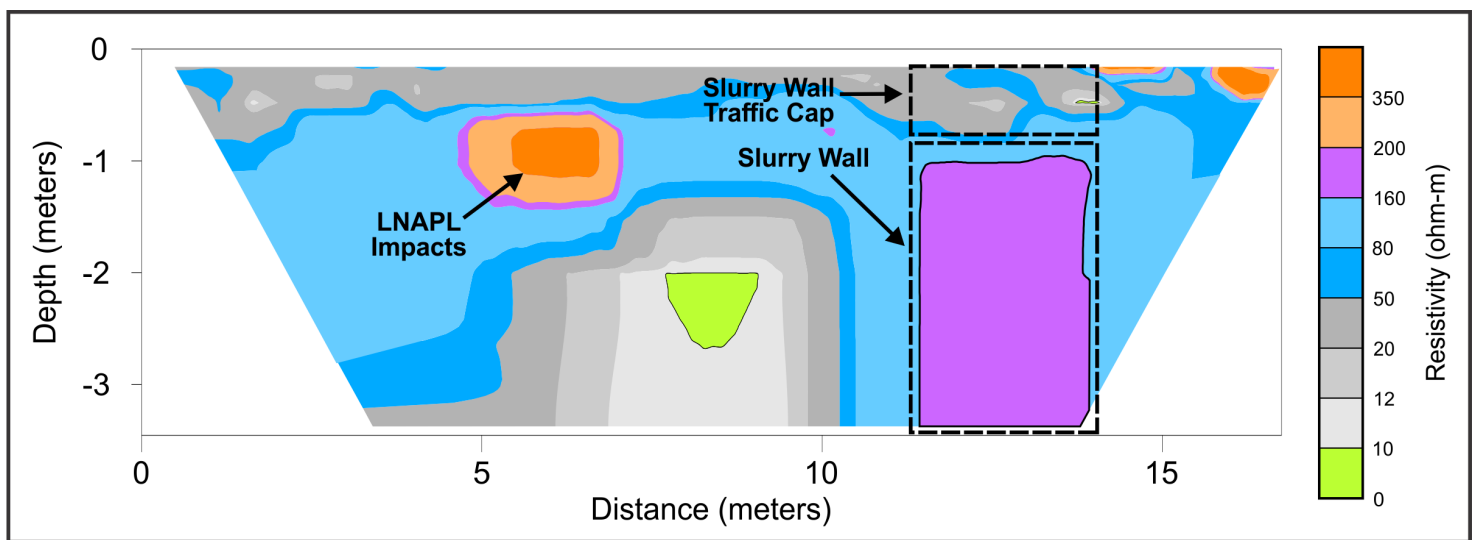 0
-1
-2
-3
Depth (meters)
0
5
10
15
Distance (meters)
LNAPL
Impacts
Slurry Wall
Traffic Cap
Slurry Wall
350
200
160
80
50
20
12
10
0
Resistivity (ohm-m)